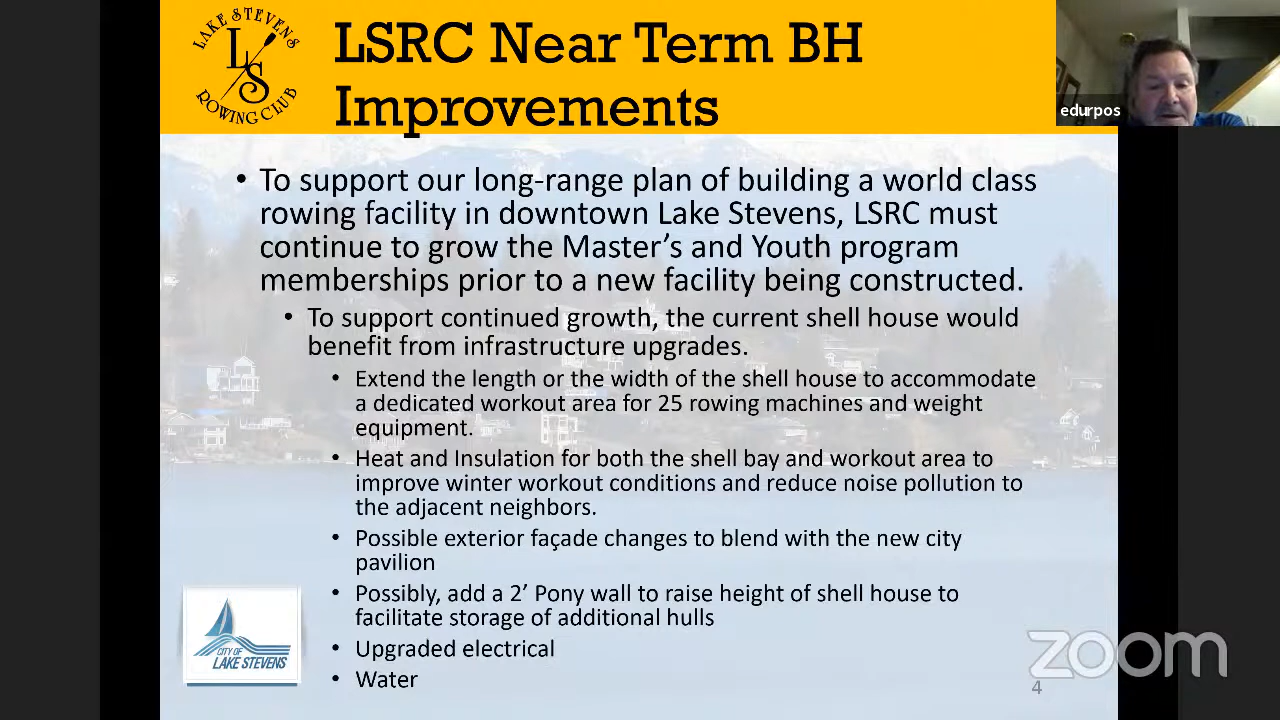 LAKE STEVENS
LS
ROWING CLUB
LSRC Near Term BH
Improvements
edurpos
• To support our long-range plan of building a world class
rowing facility in downtown Lake Stevens, LSRC must
continue to grow the Master’s and Youth program
memberships prior to a new facility being constructed.
• To support continued growth, the current shell house would
benefit from infrastructure upgrades.
• Extend the length or the width of the shell house to accommodate
a dedicated workout area for 25 rowing machines and weight
equipment.
• Heat and Insulation for both the shell bay and workout area to
improve winter workout conditions and reduce noise pollution to
the adjacent neighbors.
• Possible exterior façade changes to blend with the new city
pavilion
• Possibly, add a 2’ Pony wall to raise height of shell house to
facilitate storage of additional hulls
• Upgraded electrical
• Water
CITY OF
LAKE STEVENS
zoom
4